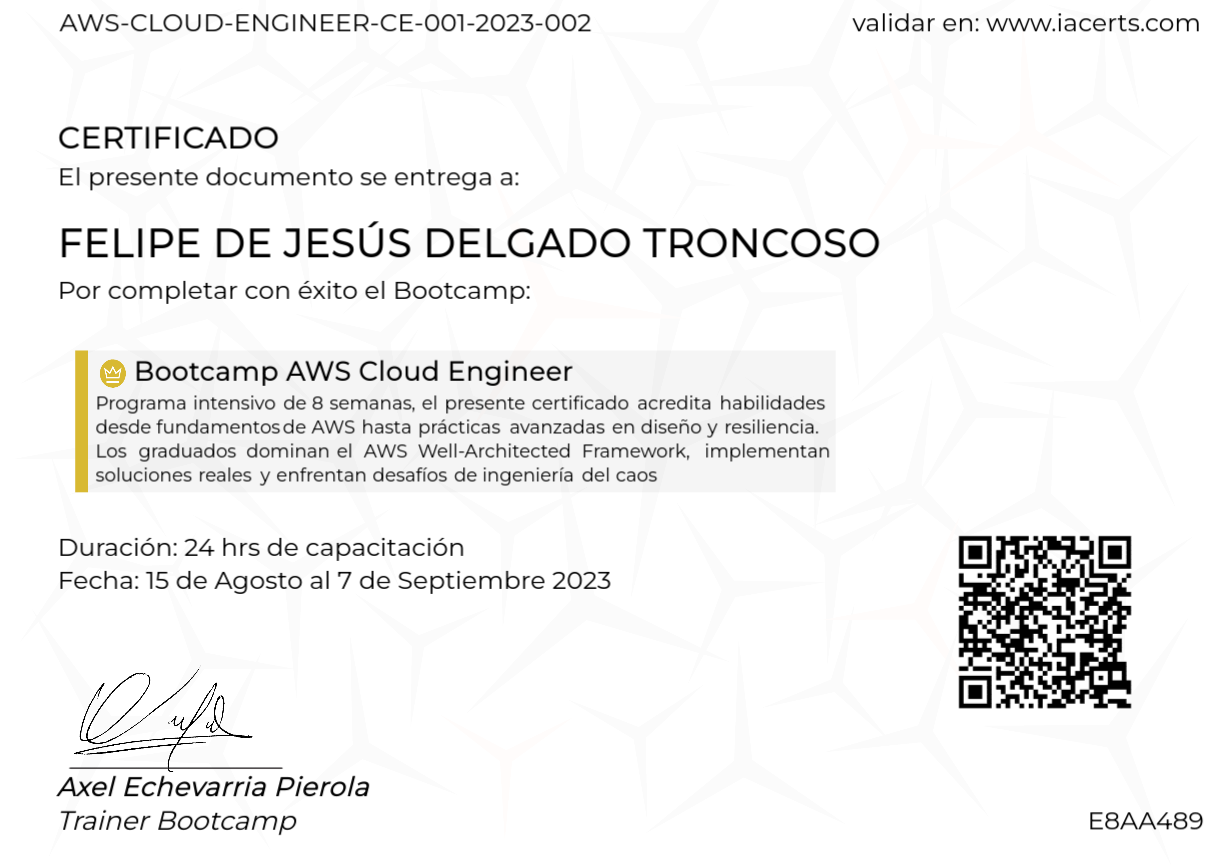 AWS-CLOUD-ENGINEER-CE-001-2023-002
validar en: www.iacerts.com
CERTIFICADO
El presente documento se entrega a:
FELIPE DE JESÚS DELGADO TRONCOSO
Por completar con éxito el Bootcamp:
Bootcamp AWS Cloud Engineer
Programa intensivo de 8 semanas, el presente certificado acredita habilidades
desde fundamentos de AWS hasta prácticas avanzadas en diseño y resiliencia.
Los graduados dominan el AWS Well-Architected Framework, implementan
soluciones reales y enfrentan desafíos de ingeniería del caos
Duración: 24 hrs de capacitación
Fecha: 15 de Agosto al 7 de Septiembre 2023
Axel Echevarria Pierola
Trainer Bootcamp
E8AA489